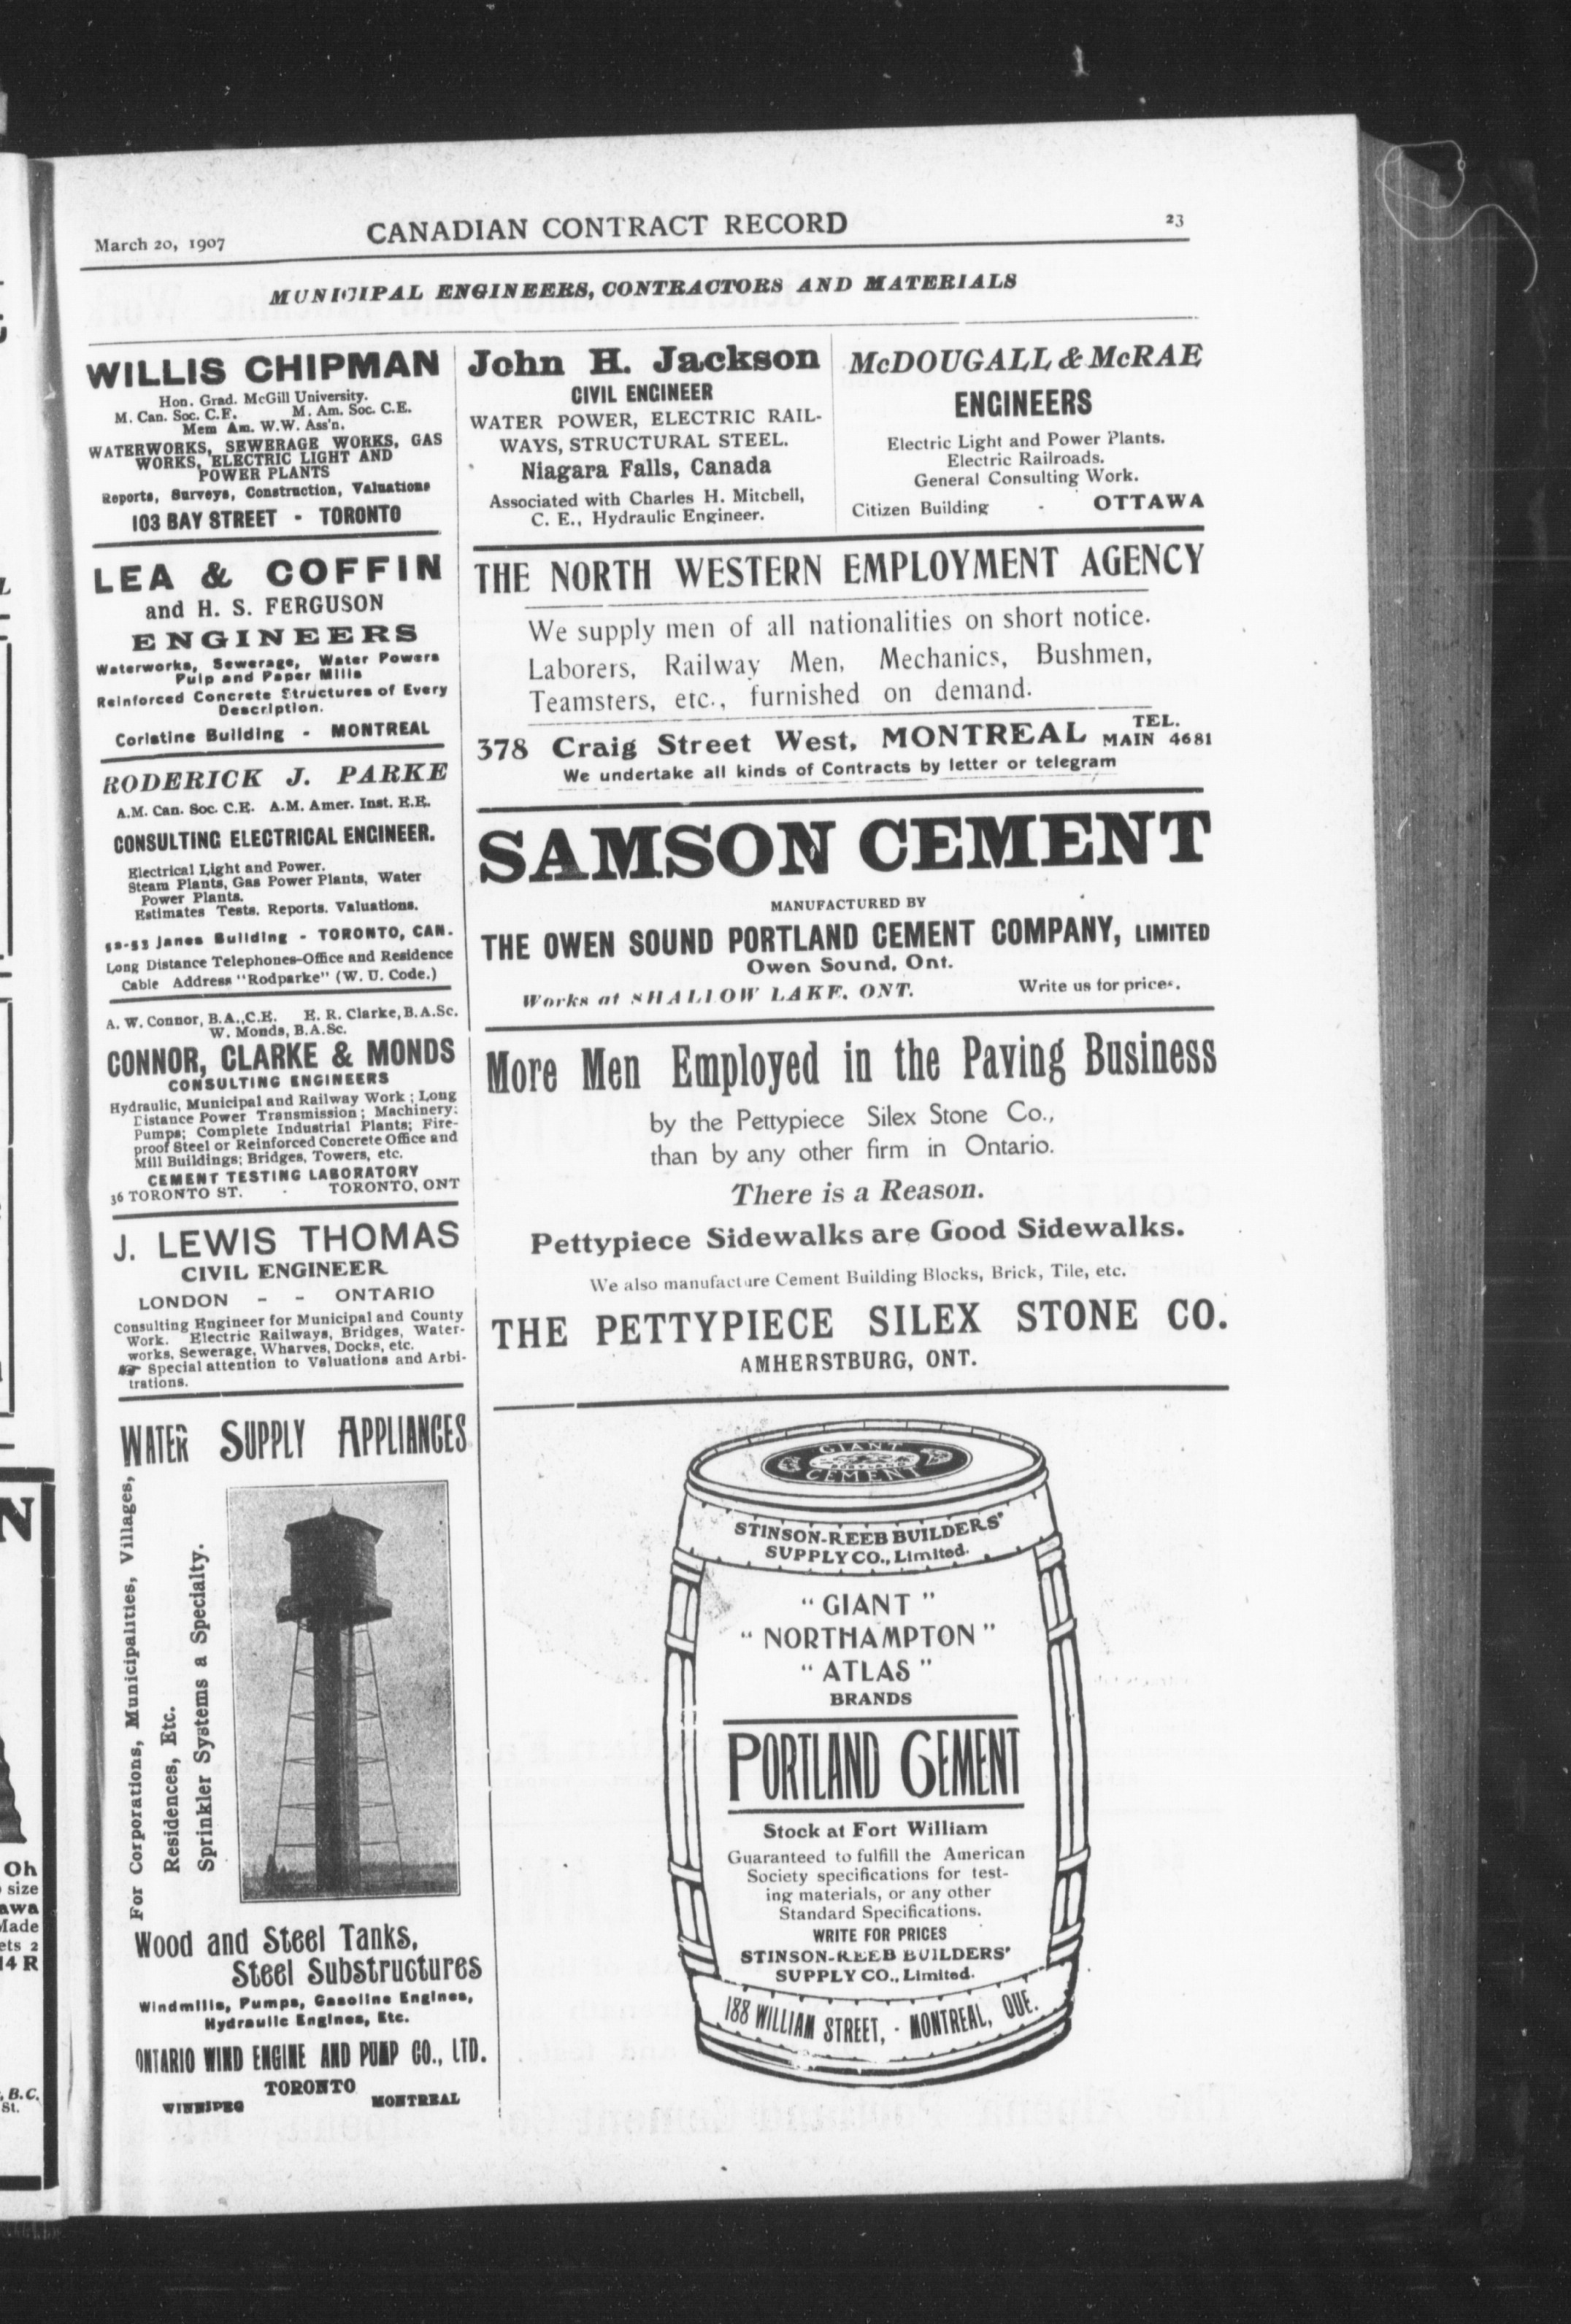 March 20, 1907
CANADIAN CONTRACT RECORD
23
MUNICIPAL ENGINEERS, CONTRACTORS AND MATERIALS
WILLIS CHIPMAN
Hon. Grad. McGill University.
M. Can. Soc. C.E. M. Am. Soc. C.E.
Mem Am. W.W. Ass'n.
WATERWORKS, SEWERAGE WORKS, GAS
WORKS, ELECTRIC LIGHT AND
POWER PLANTS
Reports, Surveys, Construction, Valuations
103 BAY STREET - TORONTO
LEA & COFFIN
and H. S. FERGUSON
ENGINEERS
Waterworks, Sewerage, Water Powers
Pulp and Paper Mills
Reinforced Concrete Structures of Every
Description.
Coristine Building - MONTREAL
RODERICK J. PARKE
A.M. Can. Soc. C.E. A.M. Amer. Inst. E.E.
CONSULTING ELECTRICAL ENGINEER.
Electrical Light and Power.
Steam Plants, Gas Power Plants, Water
Power Plants.
Estimates Tests. Reports. Valuations.
52-53 Janes Building - TORONTO, CAN.
Long Distance Telephones-Office and Residence
Cable Address "Rodparke" (W. U. Code.)
A. W. Connor, B.A.,C.E. E. R. Clarke, B.A.Sc.
W. Monds, B.A.Sc.
CONNOR, CLARKE & MONDS
CONSULTING ENGINEERS
Hydraulic, Municipal and Railway Work; Long
Distance Power Transmission; Machinery;
Pumps; Complete Industrial Plants; Fire-
proof Steel or Reinforced Concrete Office and
Mill Buildings; Bridges, Towers, etc.
CEMENT TESTING LABORATORY
36 TORONTO ST. - TORONTO, ONT
J. LEWIS THOMAS
CIVIL ENGINEER
LONDON - - ONTARIO
Consulting Engineer for Municipal and County
Work. Electric Railways, Bridges, Water-
works, Sewerage, Wharves, Docks, etc.
☞ Special attention to Valuations and Arbi-
trations.
WATER SUPPLY APPLIANCES
For Corporations, Municipalities, Villages,
Residences, Etc.
Sprinkler Systems a Specialty.
Wood and Steel Tanks,
Steel Substructures
Windmills, Pumps, Gasoline Engines,
Hydraulic Engines, Etc.
ONTARIO WIND ENGINE AND PUMP CO., LTD.
TORONTO
WINNIPEG MONTREAL
John H. Jackson
CIVIL ENGINEER
WATER POWER, ELECTRIC RAIL-
WAYS, STRUCTURAL STEEL.
Niagara Falls, Canada
Associated with Charles H. Mitchell,
C. E., Hydraulic Engineer.
McDOUGALL & McRAE
ENGINEERS
Electric Light and Power Plants.
Electric Railroads.
General Consulting Work.
Citizen Building - OTTAWA
THE NORTH WESTERN EMPLOYMENT AGENCY
We supply men of all nationalities on short notice.
Laborers, Railway Men, Mechanics, Bushmen,
Teamsters, etc., furnished on demand.
378 Craig Street West, MONTREAL TEL. MAIN 4681
We undertake all kinds of Contracts by letter or telegram
SAMSON CEMENT
MANUFACTURED BY
THE OWEN SOUND PORTLAND CEMENT COMPANY, LIMITED
Owen Sound, Ont.
Works at SHALLOW LAKE, ONT. Write us for prices.
More Men Employed in the Paving Business
by the Pettypiece Silex Stone Co.,
than by any other firm in Ontario.
There is a Reason.
Pettypiece Sidewalks are Good Sidewalks.
We also manufacture Cement Building Blocks, Brick, Tile, etc.
THE PETTYPIECE SILEX STONE CO.
AMHERSTBURG, ONT.
GIANT
CEMENT
STINSON-REEB BUILDERS'
SUPPLY CO., Limited.
"GIANT"
"NORTHAMPTON"
"ATLAS"
BRANDS
PORTLAND CEMENT
Stock at Fort William
Guaranteed to fulfill the American
Society specifications for test-
ing materials, or any other
Standard Specifications.
WRITE FOR PRICES
STINSON-REEB BUILDERS'
SUPPLY CO., Limited.
188 WILLIAM STREET, - MONTREAL, QUE.
N
Oh
size
awa
Made
ets 2
14 R
B.C.
St.